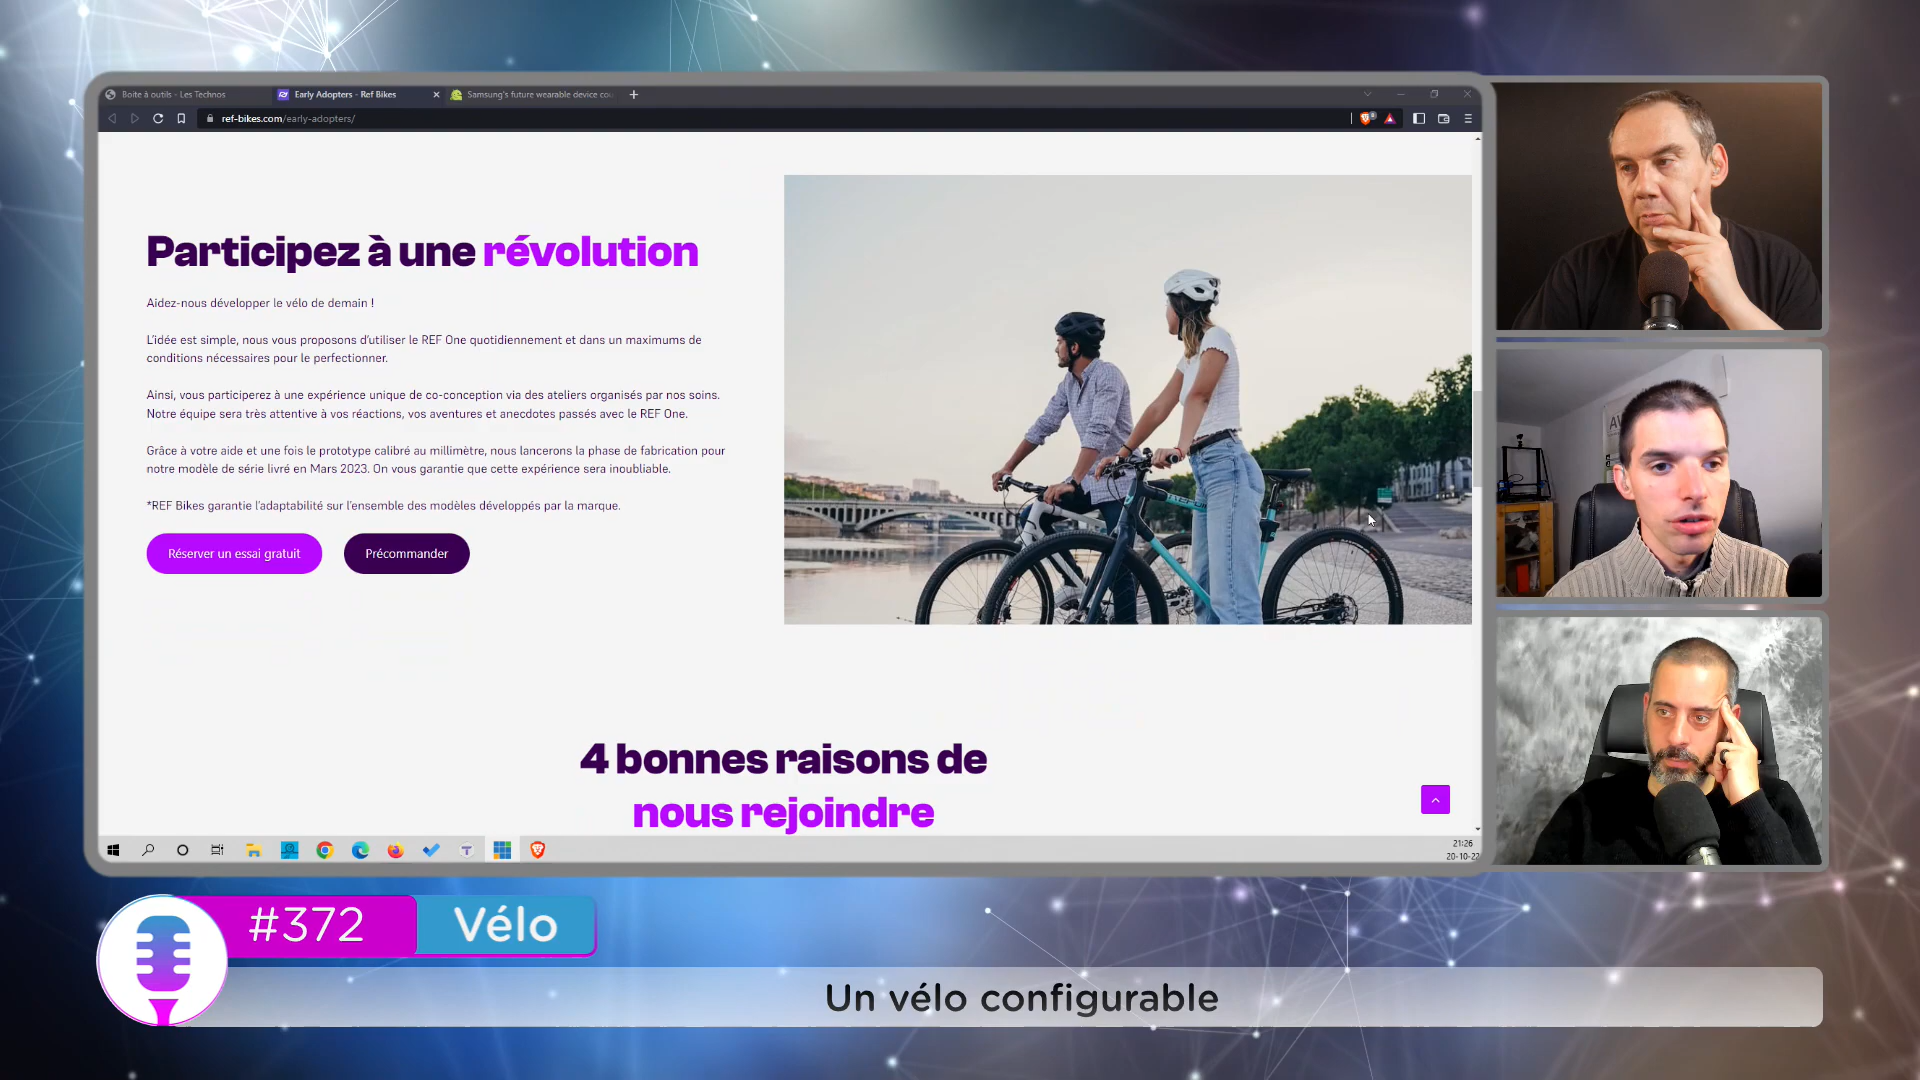 Boite à outils - Les Technos
Early Adopters - Ref Bikes
Samsung's future wearable device cou
ref-bikes.com/early-adopters/
Participez à une révolution
Aidez-nous développer le vélo de demain !
L'idée est simple, nous vous proposons d'utiliser le REF One quotidiennement et dans un maximums de
conditions nécessaires pour le perfectionner.
Ainsi, vous participerez à une expérience unique de co-conception via des ateliers organisés par nos soins.
Notre équipe sera très attentive à vos réactions, vos aventures et anecdotes passés avec le REF One.
Grâce à votre aide et une fois le prototype calibré au millimètre, nous lancerons la phase de fabrication pour
notre modèle de série livré en Mars 2023. On vous garantie que cette expérience sera inoubliable.
*REF Bikes garantie l'adaptabilité sur l'ensemble des modèles développés par la marque.
Réserver un essai gratuit
Précommander
4 bonnes raisons de
nous rejoindre
21:26
20-10-22
#372
Vélo
Un vélo configurable